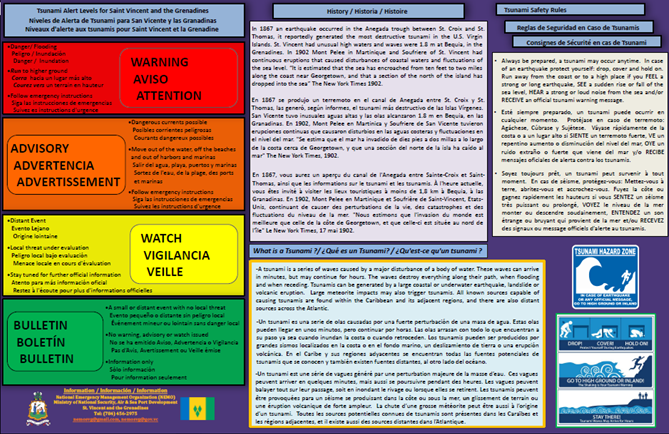 Tsunami Alert Levels for Saint Vincent and the Grenadines
Niveles de Alerta de Tsunami para San Vicente y las Granadinas
Niveaux d'alerte aux tsunamis pour Saint Vincent et la Grenadine
•Danger/ Flooding
Peligro / Inundación
Danger / Inondation
•Run to higher ground
Corre hacia un lugar más alto
Courez vers un terrain en hauteur
•Follow emergency instructions
Siga las instrucciones de emergencias
Suivez les instructions d'urgence
WARNING
AVISO
ATTENTION
ADVISORY
ADVERTENCIA
ADVERTISSEMENT
•Dangerous currents possible
Posibles corrientes peligrosas
Courants dangereux possibles
•Move out of the water, off the beaches
and out of harbors and marinas
Salir del agua, playa, puertos y marinas
Sortez de l'eau, de la plage, des ports
et marinas
•Follow emergency instructions
Siga las instrucciones de emergencias
Suivez les instructions d'urgence
•Distant Event
Evento Lejano
Origine lointaine
•Local threat under evaluation
Peligro local bajo evaluación
Menace locale en cours d'évaluation
•Stay tuned for further official information
Atento para más información oficial
Restez à l'écoute pour plus d'informations officielles
WATCH
VIGILANCIA
VEILLE
BULLETIN
BOLETÍN
BULLETIN
•A small or distant event with no local threat
Evento pequeño o distante sin peligro local
Événement mineur ou lointain sans danger local
•No warning, advisory or watch issued
No se ha emitido Aviso, Advertencia o Vigilancia
Pas d'Avis, Avertissement ou Veille émise
•Information only
Sólo información
Pour information seulement
Information / Información / Information
National Emergency Management Organisation (NEMO)
Ministry of National Security, Air & Sea Port Development
St. Vincent and the Grenadines
Tel: (784) 456-2975
History / Historia / Histoire
In 1867 an earthquake occurred in the Anegada trough between St. Croix and St.
Thomas, it reportedly generated the most destructive tsunami in the U.S. Virgin
Islands. St. Vincent had unusual high waters and waves were 1.8 m at Bequia, in the
Grenadines. In 1902 Mont Pelee in Martinique and Soufriere of St. Vincent had
continuous eruptions that caused disturbances of coastal waters and fluctuations of
the sea level. "It is estimated that the sea has encroached from ten feet to two miles
along the coast near Georgetown, and that a section of the north of the island has
dropped into the sea" The New York Times 1902.
En 1867 se produjo un terremoto en el canal de Anegada entre St. Croix y St.
Thomas, las generó, según informes, el tsunami más destructivo de las Islas Vírgenes.
San Vicente tuvo inusuales aguas altas y las olas alcanzaron 1.8 m en Bequia, en las
Granadinas. En 1902, Mont Pelee en Martinica y Soufriere de San Vicente tuvieron
erupciones continuas que causaron disturbios en las aguas costeras y fluctuaciones en
el nivel del mar. "Se estima que el mar ha invadido de diez pies a dos millas a lo largo
de la costa cerca de Georgetown, y que una sección del norte de la isla ha caído al
mar" The New York Times, 1902.
En 1867, vous aurez un aperçu du canal de l'Anegada entre Sainte-Croix et Saint-
Thomas, ainsi que les informations sur le tsunami et les tsunamis. À l'heure actuelle,
vous êtes invité à visiter les lieux touristiques à moins de 1,8 km à Bequia, à las
Grenadines. En 1902, Mont Pelee en Martinique et Soufrière de Saint-Vincent, Etats-
Unis, continuant de causer des perturbations de la vie, des catastrophes et des
fluctuations du niveau de la mer. "Nous estimons que l'invasion du monde est
meilleure que celle de la côte de Georgetown, et que celle-ci est située au nord de
l'île" Le New York Times, 17 mai 1902.
What is a Tsunami ?/ ¿Qué es un Tsunami?/ ¿Qu'est-ce qu'un tsunami ?
-A tsunami is a series of waves caused by a major disturbance of a body of water. These waves can arrive
in minutes, but may continue for hours. The waves destroy everything along their path, when flooding
and when receding. Tsunamis can be generated by a large coastal or underwater earthquake, landslide or
volcanic eruption. Large meteorite impacts may also trigger tsunamis. All known sources capable of
causing tsunamis are found within the Caribbean and its adjacent regions, and there are also distant
sources across the Atlantic.
-Un tsunami es una serie de olas causadas por una fuerte perturbación de una masa de agua. Estas olas
pueden llegar en unos minutos, pero continuar por horas. Las olas arrasan con todo lo que encuentran a
su paso ya sea cuando inundan la costa o cuando retroceden. Los tsunamis pueden ser producidos por
grandes sismos localizados en la costa o en el fondo marino, un deslizamiento de tierra o una erupción
volcánica. En el Caribe y sus regiones adyacentes se encuentran todas las fuentes potenciales de
tsunamis que se conocen y también existen fuentes distantes, al otro lado del océano.
-Un tsunami est une série de vagues généré par un perturbation majeure de la masse d'eau. Ces vagues
peuvent arriver en quelques minutes, mais aussi se poursuivre pendant des heures. Les vagues peuvent
balayer tout sur leur passage, soit en inondant le rivage ou lorsque elles se retirent. Les tsunamis peuvent
être provoquées para un séisme se produisant dans la côte ou sous la mer, un glissement de terrain ou
une éruption volcanique de forte ampleur. La chute d'une grosse météorite peut être aussi à l'origine
d'un tsunami. Toutes les sources potentielles connues de tsunamis sont présentes dans les Caraïbes et
les régions adjacentes, et il existe aussi des sources distantes dans l'Atlantique.
Tsunami Safety Rules
Reglas de Seguridad en Caso de Tsunamis
Consignes de Sécurité en cas de Tsunami
• Always be prepared, a tsunami may occur anytime. In case
of an earthquake protect yourself: drop, cover and hold on.
Run away from the coast or to a high place if you FEEL a
strong or long earthquake, SEE a sudden rise or fall of the
sea level, HEAR a strong or loud noise from the sea and/or
RECEIVE an official tsunami warning message.
• Esté siempre preparado, un tsunami puede ocurrir en
cualquier momento. Protéjase en caso de terremoto:
Agáchese, Cúbrase y Sujétese. Váyase rápidamente de la
costa o a un lugar alto si SIENTE un terremoto fuerte, VE un
repentino aumento o disminución del nivel del mar, OYE un
ruido extraño o fuerte que viene del mar y/o RECIBE
mensajes oficiales de alerta contra los tsunamis.
• Soyez toujours prêt, un tsunami peut survenir à tout
moment. En cas de séisme, protégez-vous: Mettez-vous à
terre, abritez-vous et accrochez-vous. Fuyez la côte ou
gagnez rapidement les hauteurs si vous SENTEZ un séisme
très puissant ou prolongé, VOYEZ le niveau de la mer
monter ou descendre soudainement, ENTENDEZ un son
étrange ou bruyant qui provient de la mer et/ou RECEVEZ
des signaux ou message officiels d'alerte au tsunami.
TSUNAMI HAZARD ZONE
IN CASE OF EARTHQUAKE
OR ANY OFFICIAL MESSAGE,
GO TO HIGH GROUND OR INLAND
DROP! COVER! HOLD ON!
GO TO HIGH GROUND OR INLAND!
STAY THERE!